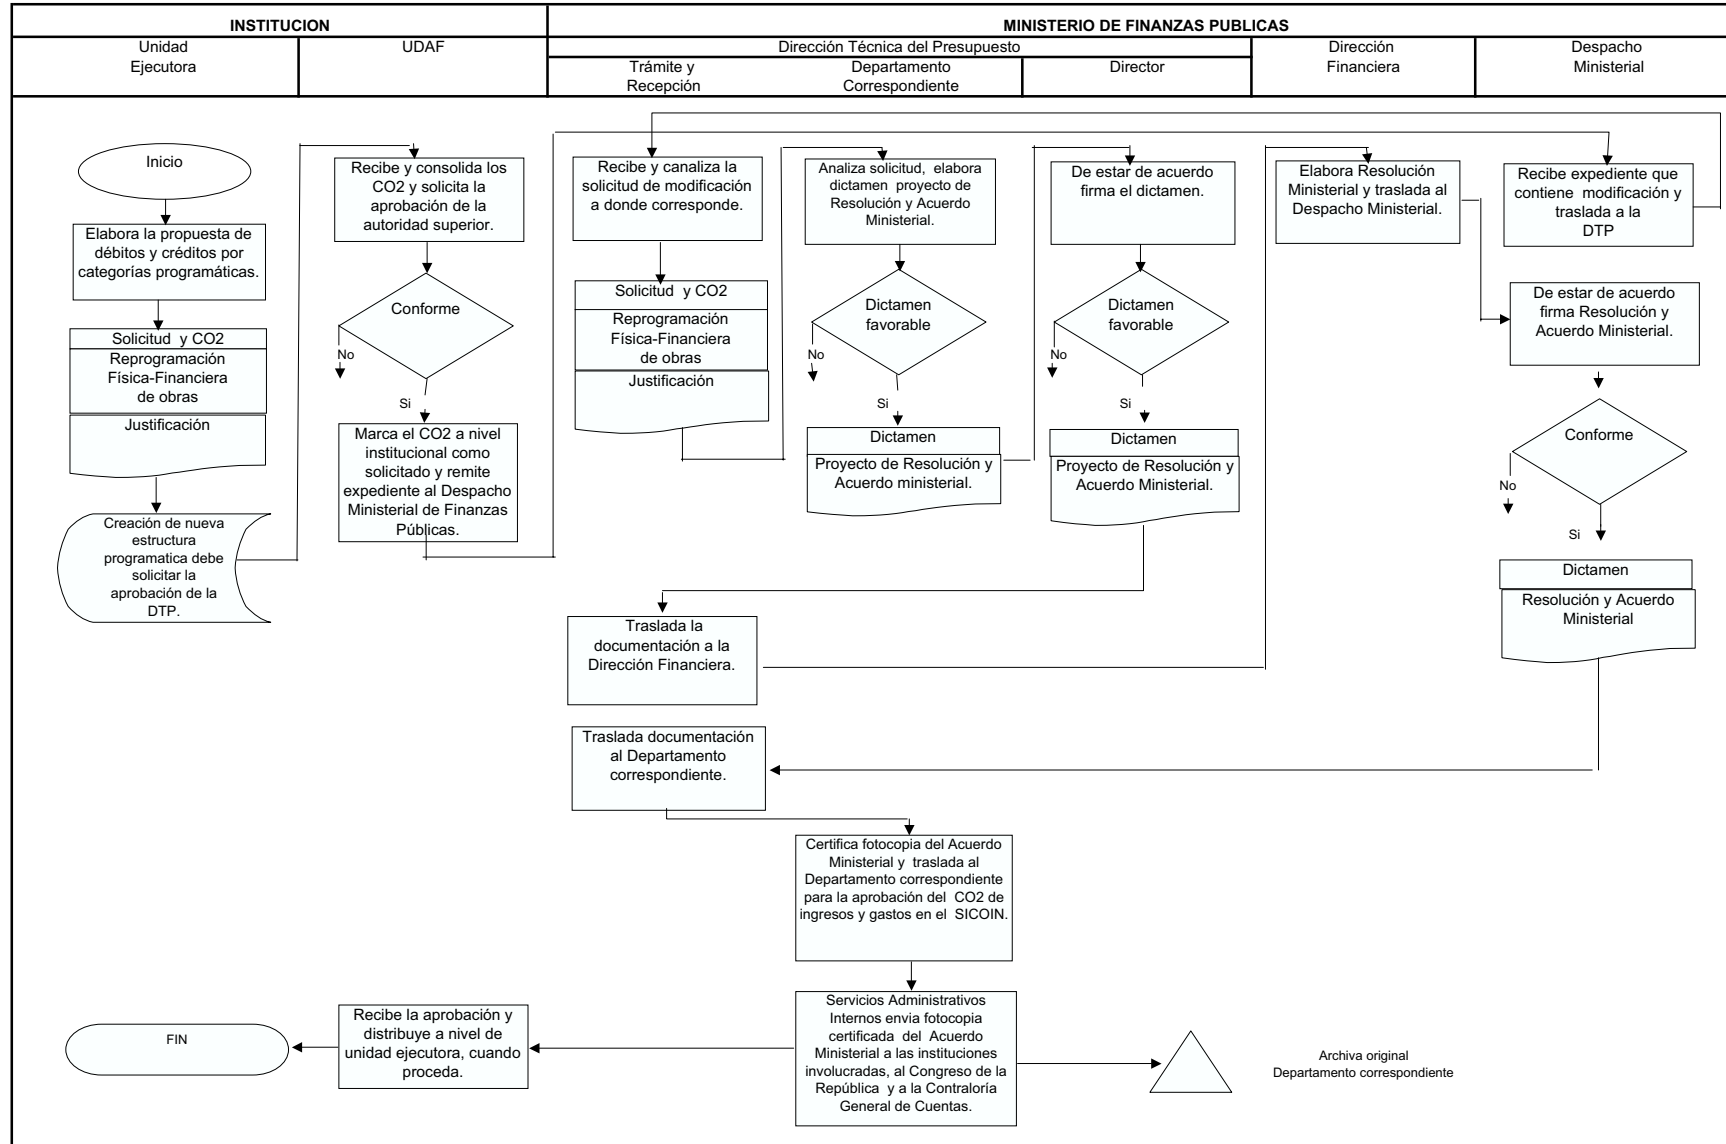 INSTITUCION
MINISTERIO DE FINANZAS PUBLICAS
Unidad
Ejecutora
UDAF
Dirección Técnica del Presupuesto
Trámite y
Recepción
Departamento
Correspondiente
Director
Dirección
Financiera
Despacho
Ministerial
Inicio
Elabora la propuesta de
débitos y créditos por
categorías programáticas.
Solicitud y CO2
Reprogramación
Física-Financiera
de obras
Justificación
Creación de nueva
estructura
programatica debe
solicitar la
aprobación de la
DTP.
Recibe y consolida los
CO2 y solicita la
aprobación de la
autoridad superior.
Conforme
No
Si
Marca el CO2 a nivel
institucional como
solicitado y remite
expediente al Despacho
Ministerial de Finanzas
Públicas.
Recibe y canaliza la
solicitud de modificación
a donde corresponde.
Solicitud y CO2
Reprogramación
Física-Financiera
de obras
Justificación
Analiza solicitud, elabora
dictamen proyecto de
Resolución y Acuerdo
Ministerial.
Dictamen
favorable
No
Si
Dictamen
Proyecto de Resolución y
Acuerdo ministerial.
De estar de acuerdo
firma el dictamen.
Dictamen
favorable
No
Si
Dictamen
Proyecto de Resolución y
Acuerdo Ministerial.
Elabora Resolución
Ministerial y traslada al
Despacho Ministerial.
Recibe expediente que
contiene modificación y
traslada a la
DTP
De estar de acuerdo
firma Resolución y
Acuerdo Ministerial.
Conforme
No
Si
Dictamen
Resolución y Acuerdo
Ministerial
Traslada la
documentación a la
Dirección Financiera.
Traslada documentación
al Departamento
correspondiente.
Certifica fotocopia del Acuerdo
Ministerial y traslada al
Departamento correspondiente
para la aprobación del CO2 de
ingresos y gastos en el SICOIN.
Servicios Administrativos
Internos envia fotocopia
certificada del Acuerdo
Ministerial a las instituciones
involucradas, al Congreso de la
República y a la Contraloría
General de Cuentas.
Recibe la aprobación y
distribuye a nivel de
unidad ejecutora, cuando
proceda.
FIN
Archiva original
Departamento correspondiente